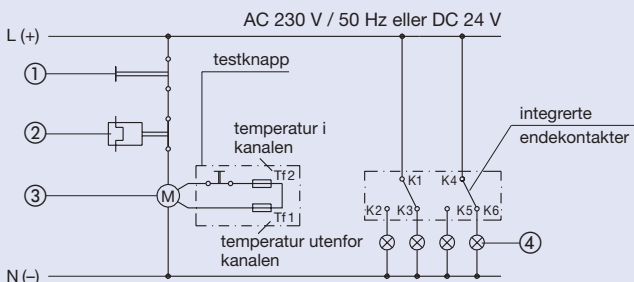 AC 230 V / 50 Hz eller DC 24 V
L (+)
①
testknapp
integrerte
endekontakter
②
temperatur i
kanalen
Tf2
K1
K4
③
M
K2
K3
K5
K6
Tf1
temperatur utenfor
kanalen
④
N (–)